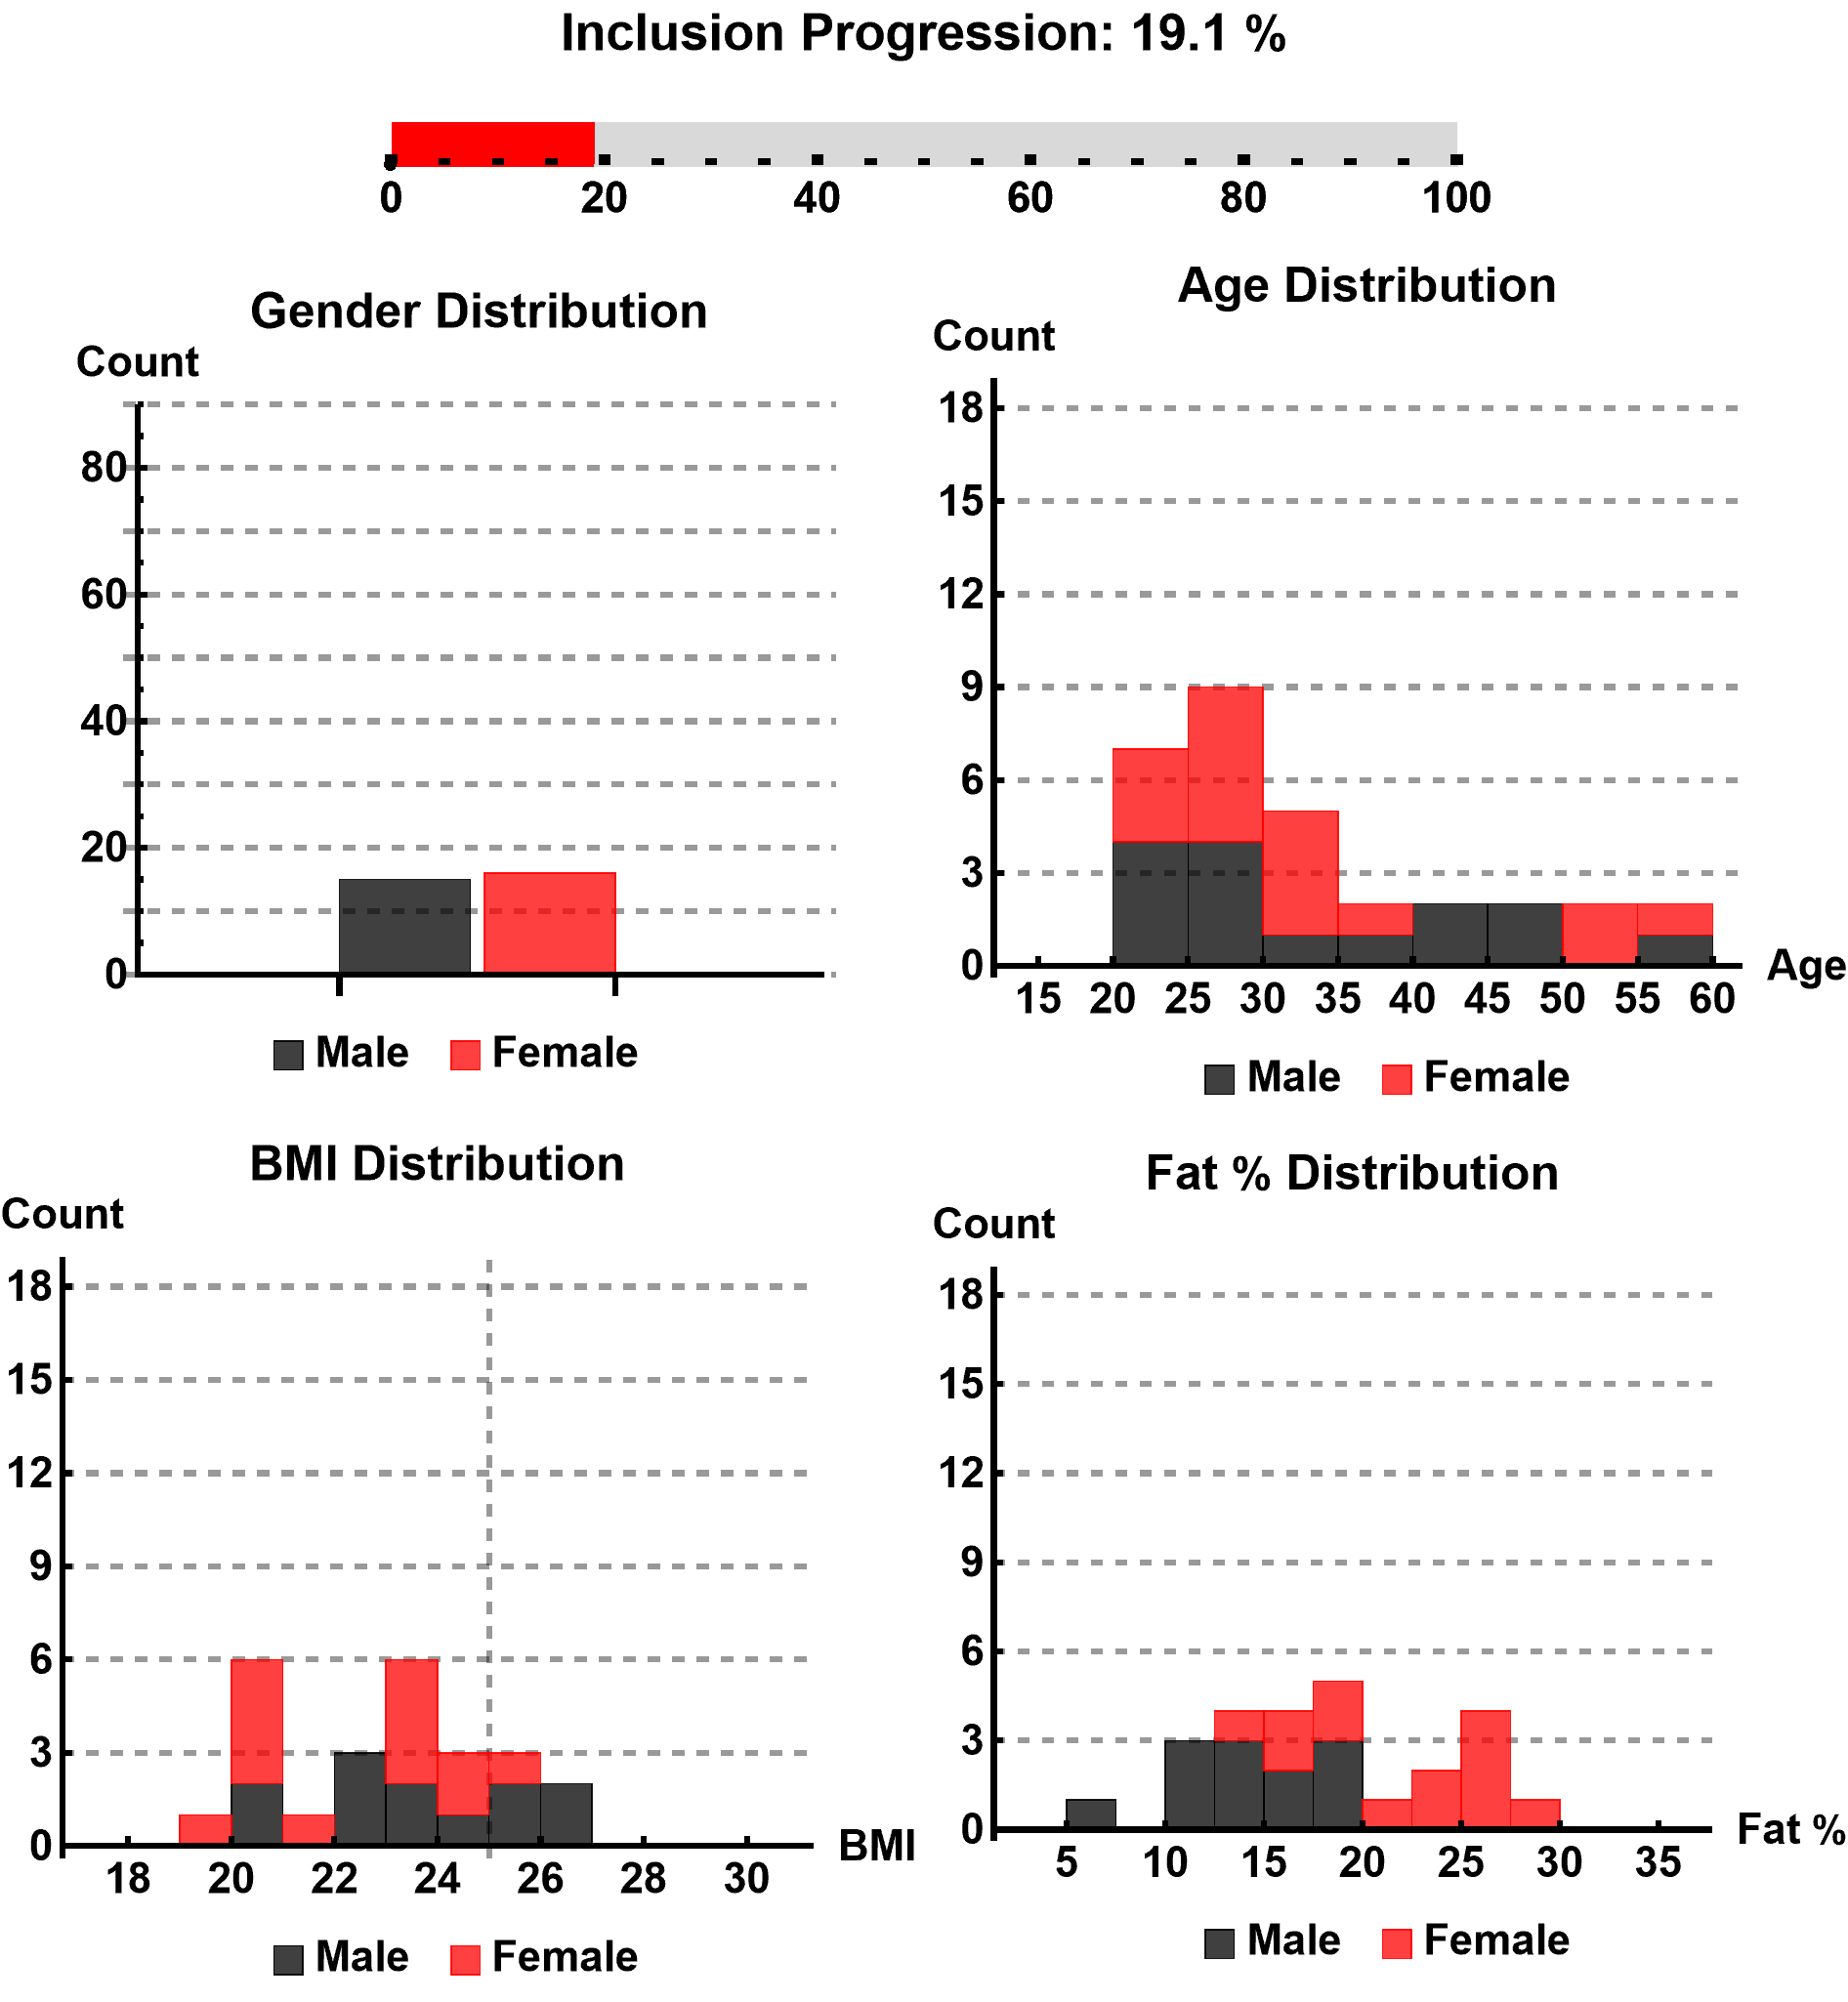 Inclusion Progression: 19.1 %
0 20 40 60 80 100
Gender Distribution
Count
80
60
40
20
0
Male Female
Age Distribution
Count
18
15
12
9
6
3
0
15 20 25 30 35 40 45 50 55 60
Age
Male Female
BMI Distribution
Count
18
15
12
9
6
3
0
18 20 22 24 26 28 30
BMI
Male Female
Fat % Distribution
Count
18
15
12
9
6
3
0
5 10 15 20 25 30 35
Fat %
Male Female